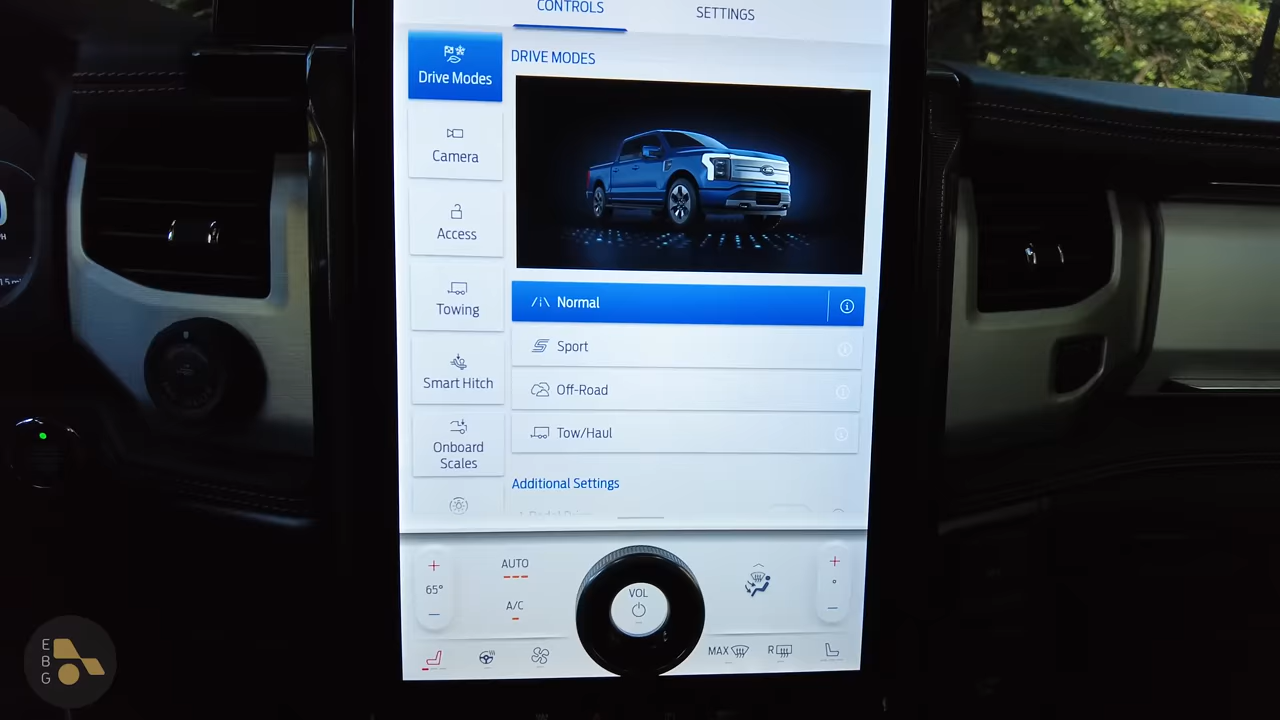 CONTROLS
SETTINGS
Drive Modes
DRIVE MODES
Camera
Access
Towing
Smart Hitch
Onboard
Scales
Normal
Sport
Off-Road
Tow/Haul
Additional Settings
65°
AUTO
A/C
VOL
MAX
R
E
B
G